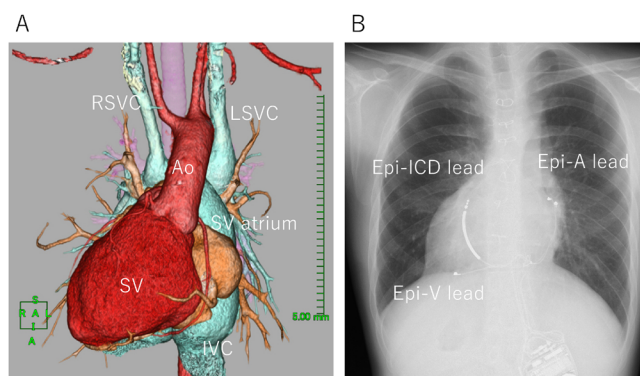 A
B
RSVC
LSVC
Ao
SV atrium
SV
IVC
S
R A L
A
5.00 mm
Epi-ICD lead
Epi-A lead
Epi-V lead